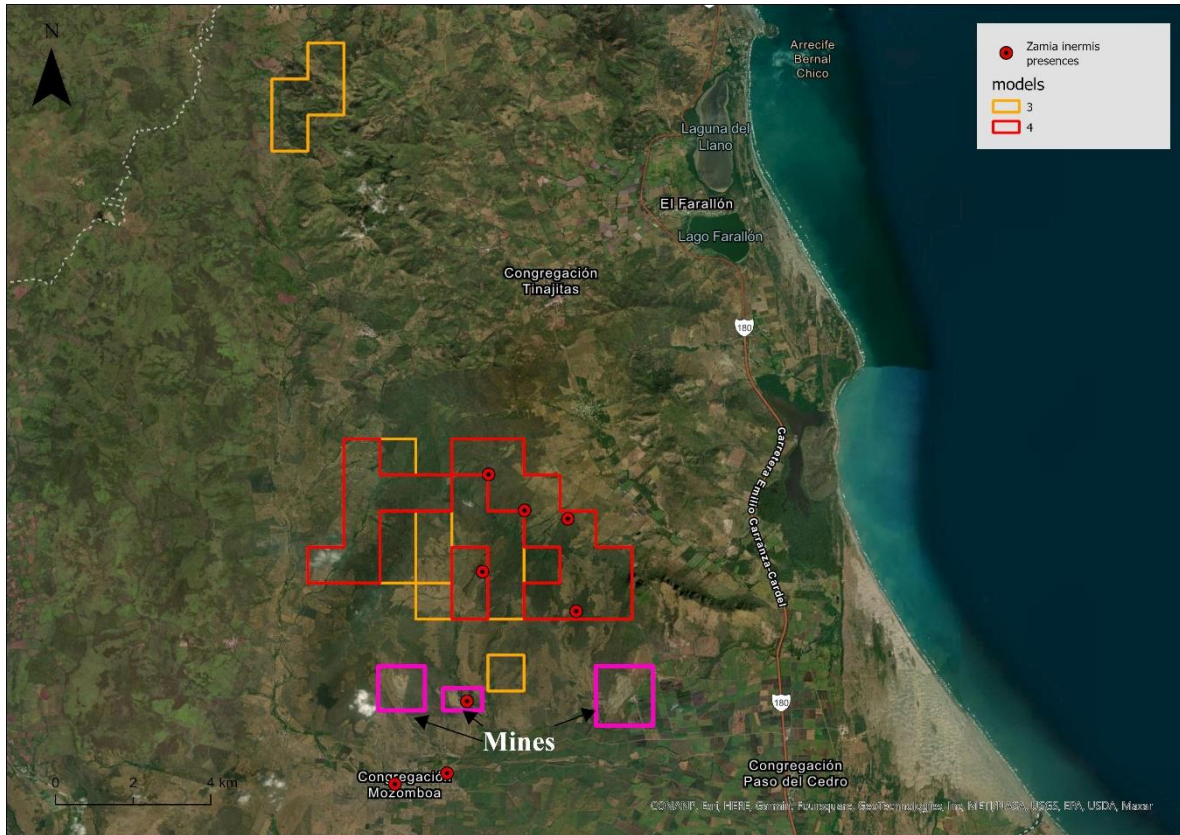 N
Arrecife
Bernal
Chico
Zamia inermis
presences
models
3
4
Laguna del
Llano
El Farallón
Lago Farallón
Congregación
Tinajitas
180
Carretera Emilio Carranza-Cardel
180
Mines
Congregación
Mozomboa
Congregación
Paso del Cedro
0 2 4 km
CONANP, Esri, HERE, Garmin, Foursquare, GeoTechnologies, Inc, METI/NASA, USGS, EPA, USDA, Maxar